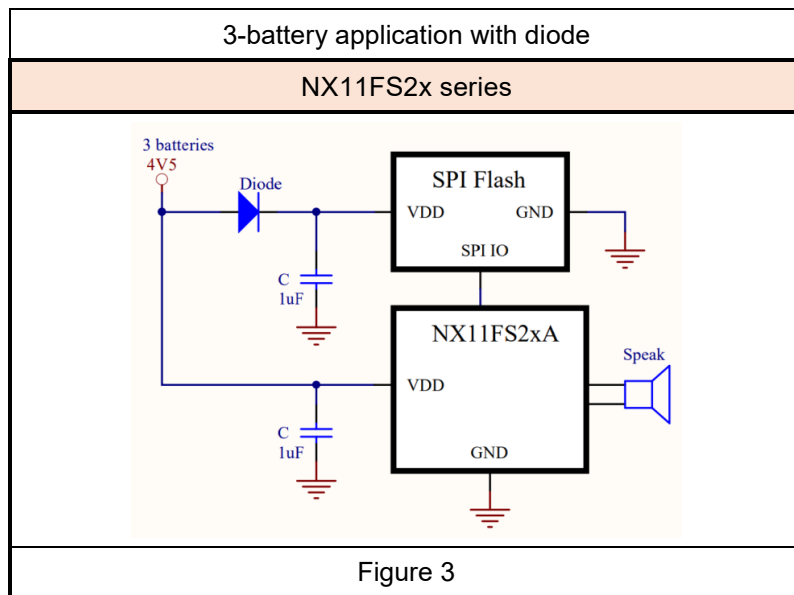 3-battery application with diode
NX11FS2x series
3 batteries
4V5
Diode
SPI Flash
VDD
GND
SPI IO
C
1uF
NX11FS2xA
Speak
VDD
C
1uF
GND
Figure 3